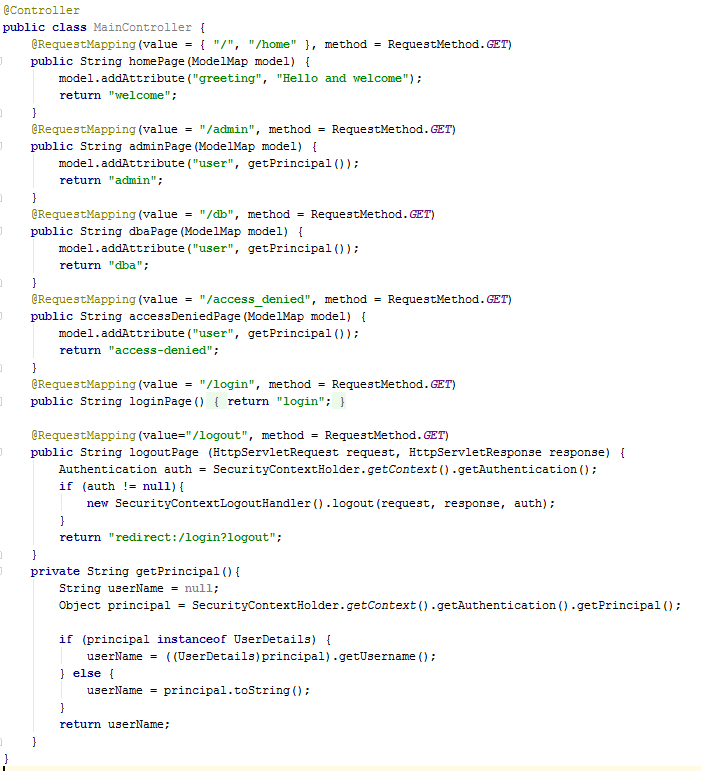 @Controller
public class MainController {
@RequestMapping(value = { "/", "/home" }, method = RequestMethod.GET)
public String homePage(ModelMap model) {
model.addAttribute("greeting", "Hello and welcome");
return "welcome";
}
@RequestMapping(value = "/admin", method = RequestMethod.GET)
public String adminPage(ModelMap model) {
model.addAttribute("user", getPrincipal());
return "admin";
}
@RequestMapping(value = "/db", method = RequestMethod.GET)
public String dbaPage(ModelMap model) {
model.addAttribute("user", getPrincipal());
return "dba";
}
@RequestMapping(value = "/access_denied", method = RequestMethod.GET)
public String accessDeniedPage(ModelMap model) {
model.addAttribute("user", getPrincipal());
return "access-denied";
}
@RequestMapping(value = "/login", method = RequestMethod.GET)
public String loginPage() { return "login"; }
@RequestMapping(value="/logout", method = RequestMethod.GET)
public String logoutPage (HttpServletRequest request, HttpServletResponse response) {
Authentication auth = SecurityContextHolder.getContext().getAuthentication();
if (auth != null){
new SecurityContextLogoutHandler().logout(request, response, auth);
}
return "redirect:/login?logout";
}
private String getPrincipal(){
String userName = null;
Object principal = SecurityContextHolder.getContext().getAuthentication().getPrincipal();
if (principal instanceof UserDetails) {
userName = ((UserDetails)principal).getUsername();
} else {
userName = principal.toString();
}
return userName;
}
}